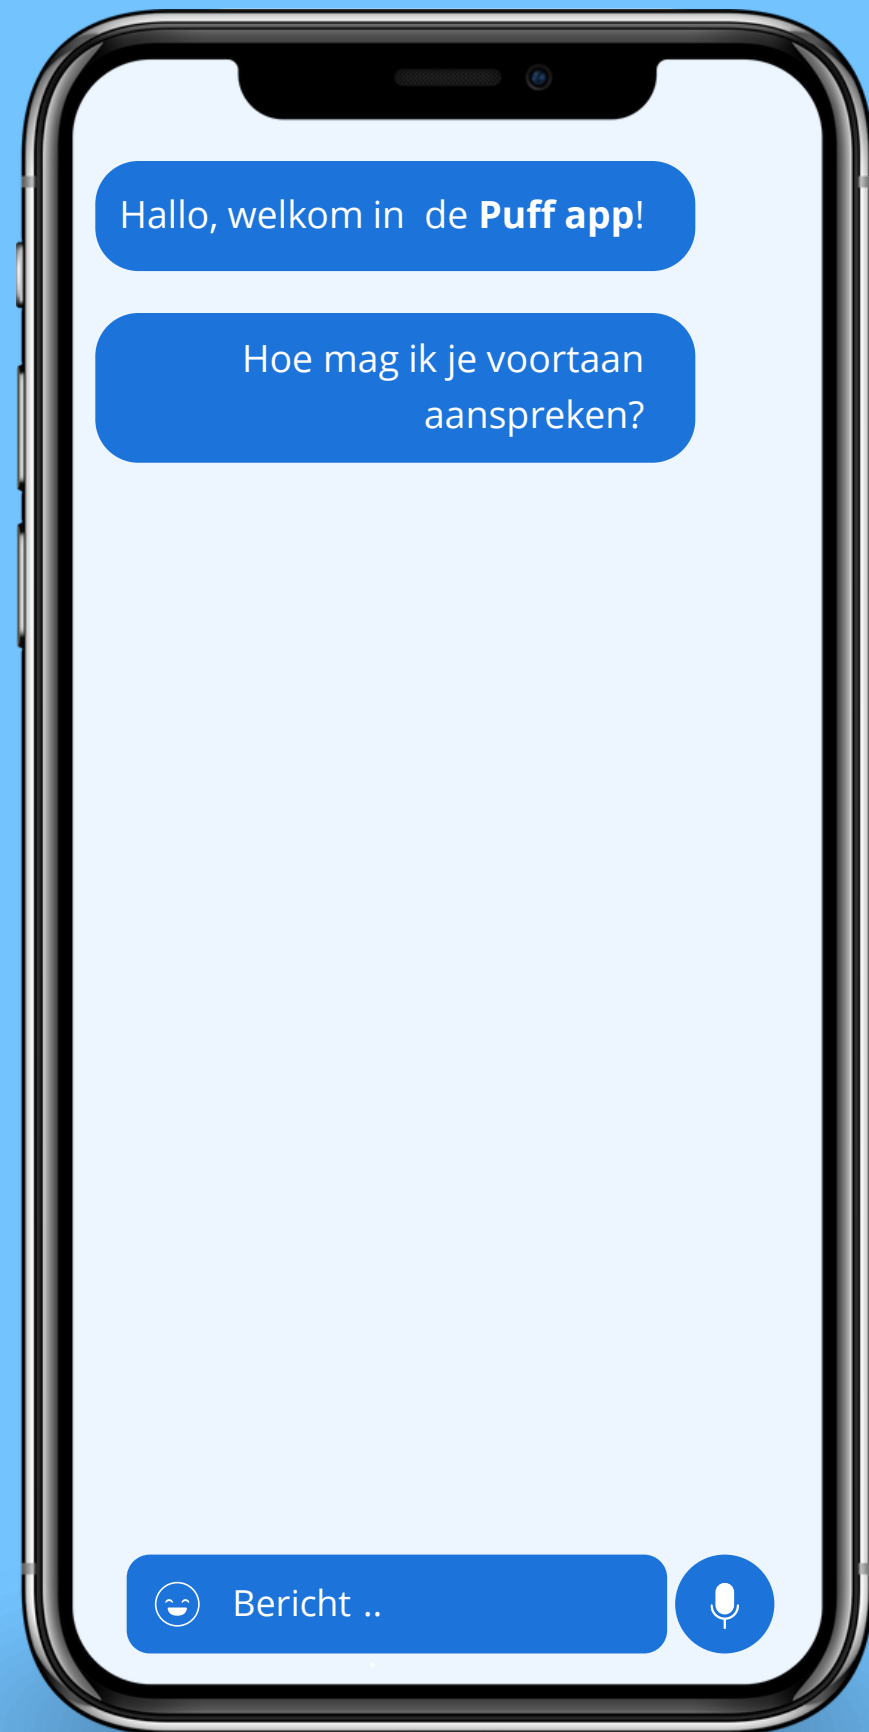 Hallo, welkom in  de Puff app!
Hoe mag ik je voortaan
aanspreken?
Bericht ..